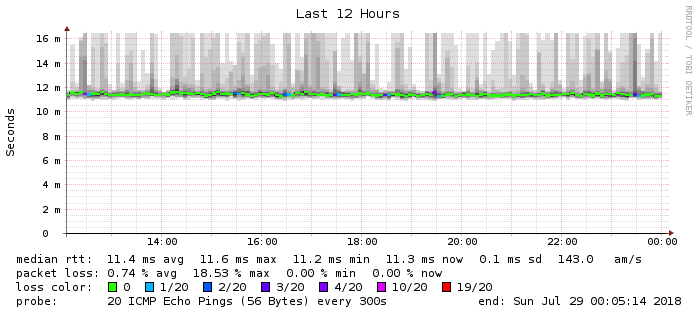 Last 12 Hours
RRDTOOL / TOBI OETIKER
Seconds
16 m
14 m
12 m
10 m
8 m
6 m
4 m
2 m
0
14:00 16:00 18:00 20:00 22:00 00:00
median rtt: 11.4 ms avg 11.6 ms max 11.2 ms min 11.3 ms now 0.1 ms sd 143.0 am/s
packet loss: 0.74 % avg 18.53 % max 0.00 % min 0.00 % now
loss color: 0 1/20 2/20 3/20 4/20 10/20 19/20
probe: 20 ICMP Echo Pings (56 Bytes) every 300s end: Sun Jul 29 00:05:14 2018